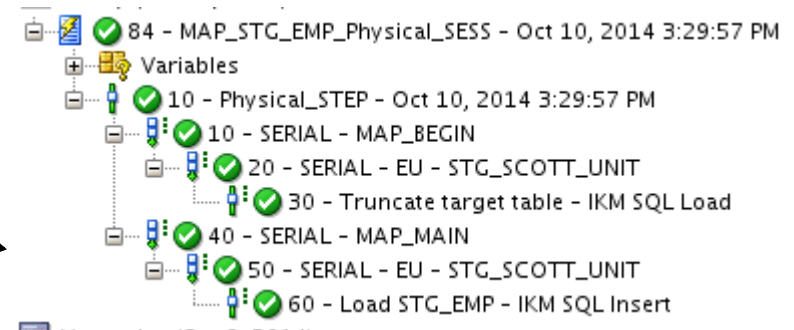 84 - MAP_STG_EMP_Physical_SESS - Oct 10, 2014 3:29:57 PM
Variables
10 - Physical_STEP - Oct 10, 2014 3:29:57 PM
10 - SERIAL - MAP_BEGIN
20 - SERIAL - EU - STG_SCOTT_UNIT
30 - Truncate target table - IKM SQL Load
40 - SERIAL - MAP_MAIN
50 - SERIAL - EU - STG_SCOTT_UNIT
60 - Load STG_EMP - IKM SQL Insert